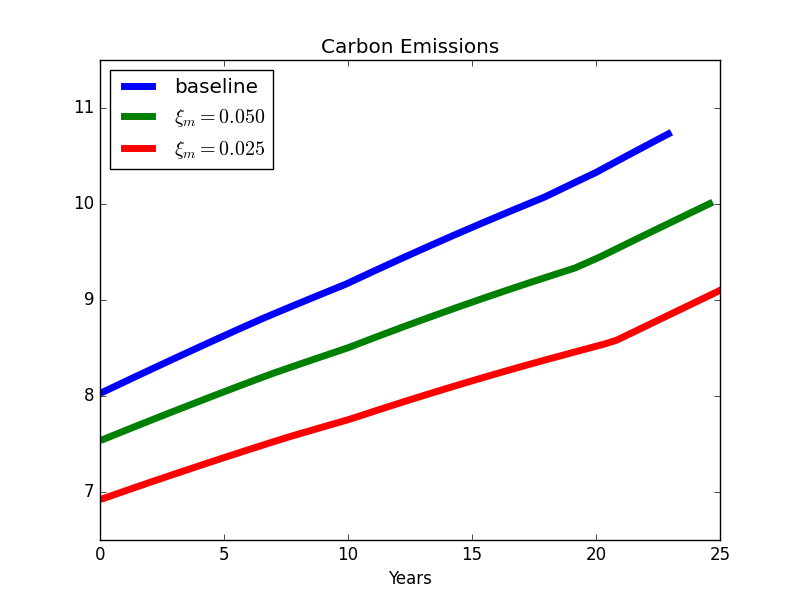 Carbon Emissions
baseline
ξₘ = 0.050
ξₘ = 0.025
11
10
9
8
7
0 5 10 15 20 25
Years